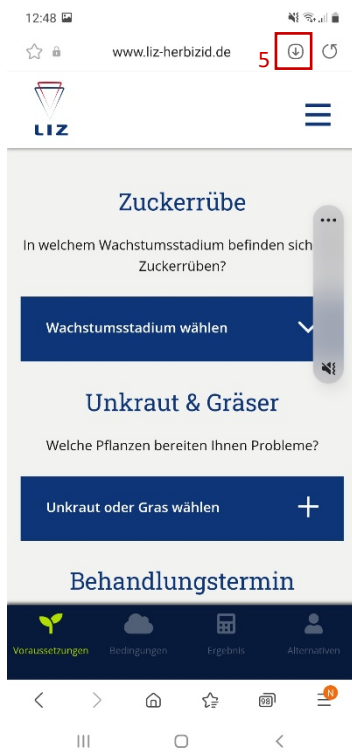 12:48
www.liz-herbizid.de
5
LIZ
Zuckerrübe
In welchem Wachstumsstadium befinden sich
Zuckerrüben?
Wachstumsstadium wählen
Unkraut & Gräser
Welche Pflanzen bereiten Ihnen Probleme?
Unkraut oder Gras wählen
Behandlungstermin
Voraussetzungen Bedingungen Ergebnis Alternativen
98
N